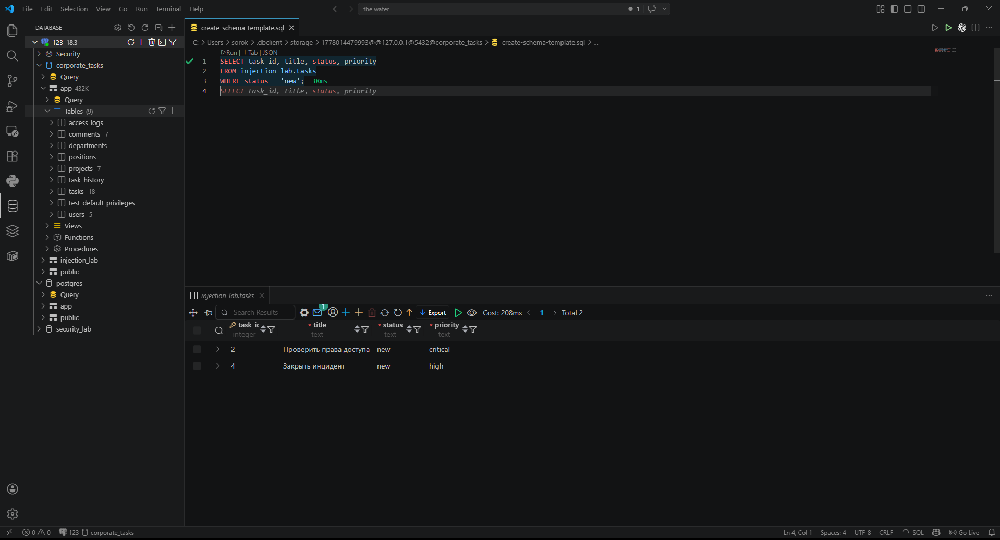 File Edit Selection View Go Run Terminal Help
the water
1
DATABASE
123 18.3
Security
corporate_tasks
Query
app 432K
Query
Tables (9)
access_logs
comments 7
departments
positions
projects 7
task_history
tasks 18
test_default_privileges
users 5
Views
Functions
Procedures
injection_lab
public
postgres
Query
app
public
security_lab
create-schema-template.sql
C: > Users > sorok > .dbclient > storage > 1778014479993@@127.0.0.1@5432@corporate_tasks > create-schema-template.sql > ...
Run | Tab | JSON
1 SELECT task_id, title, status, priority
2 FROM injection_lab.tasks
3 WHERE status = 'new'; 38ms
4 SELECT task_id, title, status, priority
injection_lab.tasks
Search Results
1
Export
Cost: 208ms < 1 > Total 2
task_ic * title * status * priority
integer text text text
2 Проверить права доступа new critical
4 Закрыть инцидент new high
0 0 123 corporate_tasks
Ln 4, Col 1 Spaces: 4 UTF-8 CRLF SQL Go Live